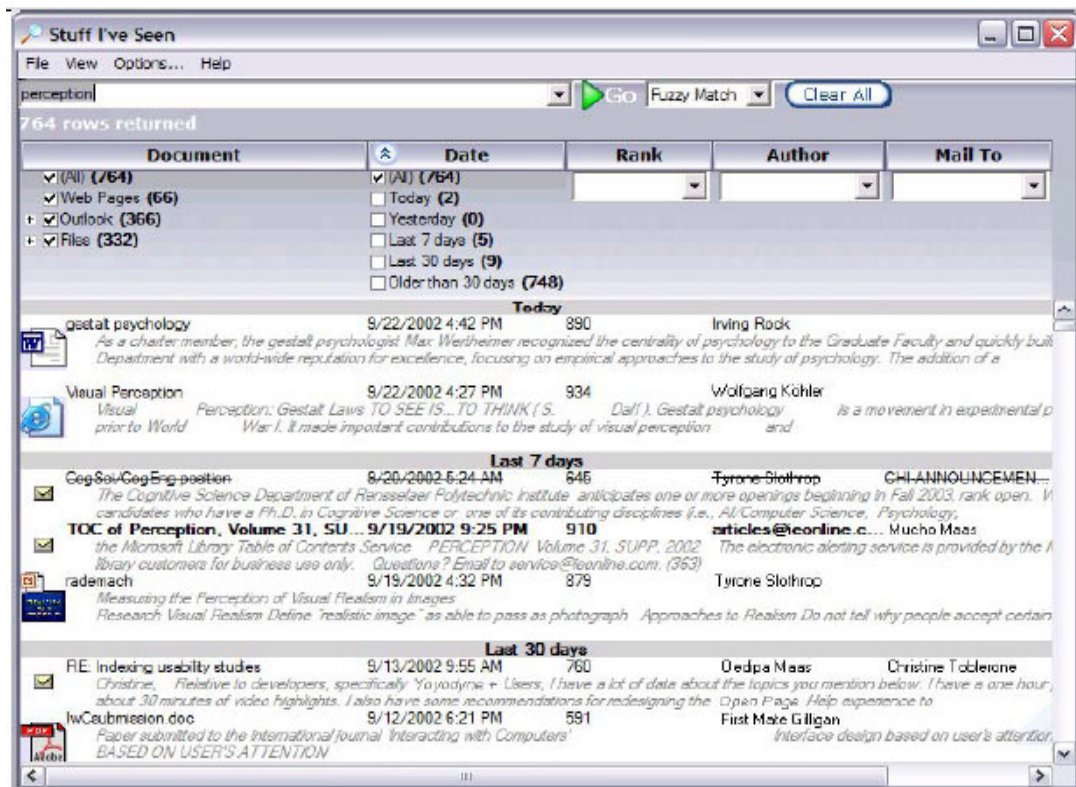 Stuff I've Seen
File View Options... Help
perception Go Fuzzy Match Clear All
764 rows returned
Document Date Rank Author Mail To
(All) (764) (All) (764)
Web Pages (66) Today (2)
Outlook (366) Yesterday (0)
Files (332) Last 7 days (5)
Last 30 days (9)
Older than 30 days (748)
Today
gestalt psychology 9/22/2002 4:42 PM 890 Irving Rock
As a charter member, the gestalt psychologist Max Wertheimer recognized the centrality of psychology to the Graduate Faculty and quickly buil
Department with a world-wide reputation for excellence, focusing on empirical approaches to the study of psychology. The addition of a
Visual Perception 9/22/2002 4:27 PM 934 Wolfgang Köhler
Visual Perception: Gestalt Laws TO SEE IS... TO THINK ( S. Dalí ). Gestalt psychology is a movement in experimental p
prior to World War I. It made important contributions to the study of visual perception and
Last 7 days
CogSci/CogEng position 9/20/2002 5:24 AM 645 Tyrone Slothrop CHI-ANNOUNCEMEN...
The Cognitive Science Department of Rensselaer Polytechnic Institute anticipates one or more openings beginning in Fall 2003, rank open. W
candidates who have a Ph.D. in Cognitive Science or one of its contributing disciplines (i.e., AI/Computer Science, Psychology,
TOC of Perception, Volume 31, SU... 9/19/2002 9:25 PM 910 articles@ieonline.c... Mucho Maas
the Microsoft Library Table of Contents Service PERCEPTION Volume 31. SUPP. 2002 The electronic alerting service is provided by the
library customers for business use only. Questions? Email to service@ieonline.com. (363)
rademach 9/19/2002 4:32 PM 879 Tyrone Slothrop
Measuring the Perception of Visual Realism in Images
Research Visual Realism Define "realistic image" as able to pass as photograph Approaches to Realism Do not tell why people accept certain
Last 30 days
RE: Indexing usability studies 9/13/2002 9:55 AM 760 Oedipa Maas Christine Toblerone
Christine, Relative to developers, specifically 'Yoyodyne + Users, I have a lot of data about the topics you mention below. I have a one hour
about 30 minutes of video highlights. I also have some recommendations for redesigning the Open Page Help experience to
IwCsubmission.doc 9/12/2002 6:21 PM 591 First Mate Gilligan
PDF Paper submitted to the International journal 'Interacting with Computers' Interface design based on user's attention
Adobe BASED ON USER'S ATTENTION